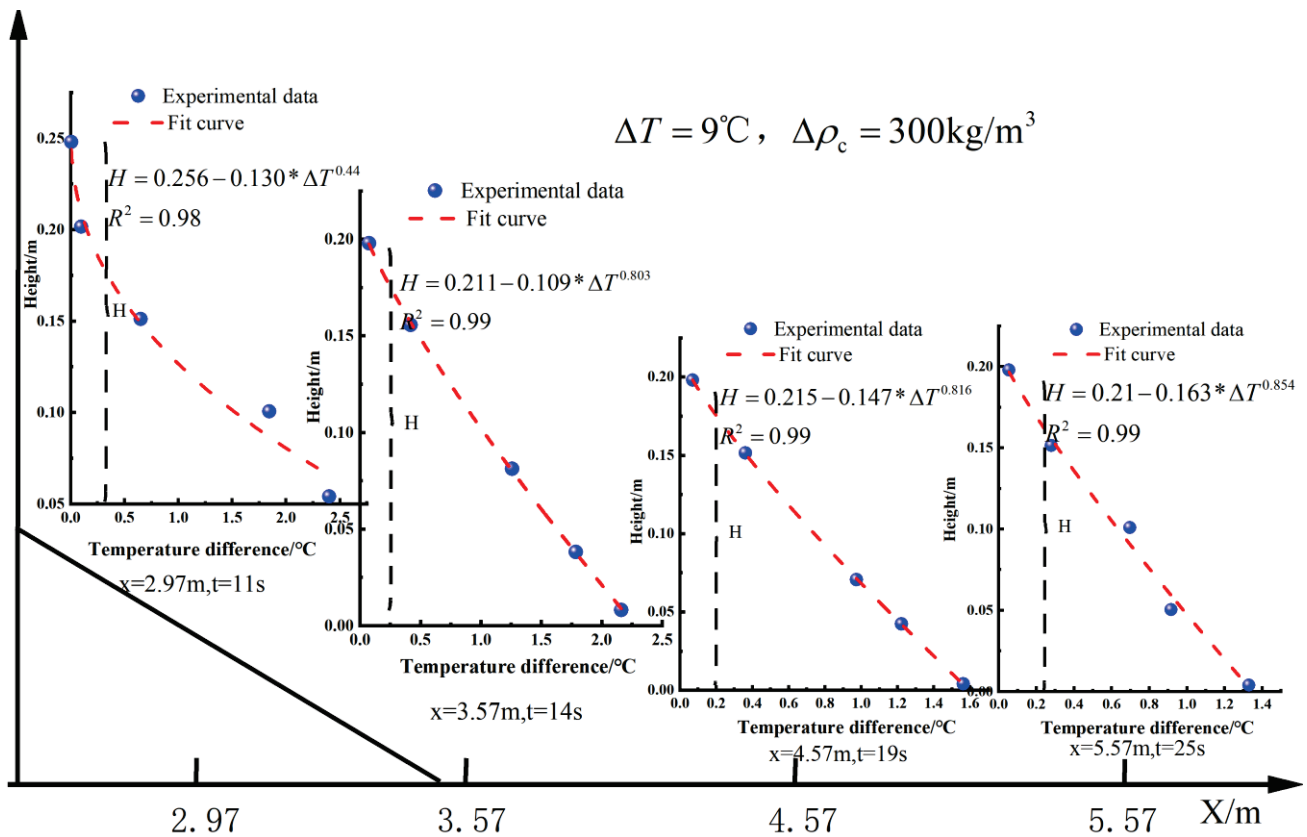 ΔT = 9℃, Δρc = 300kg/m³
Experimental data
Fit curve
H = 0.256 − 0.130 * ΔT^0.44
R² = 0.98
H
0.25
0.20
0.15
0.10
0.05
Height/m
0.0 0.5 1.0 1.5 2.0 2.5
Temperature difference/°C
x=2.97m,t=11s
Experimental data
Fit curve
H = 0.211 − 0.109 * ΔT^0.803
R² = 0.99
H
0.20
0.15
0.10
0.05
0.00
Height/m
0.0 0.5 1.0 1.5 2.0 2.5
Temperature difference/°C
x=3.57m,t=14s
Experimental data
Fit curve
H = 0.215 − 0.147 * ΔT^0.816
R² = 0.99
H
0.20
0.15
0.10
0.05
0.00
Height/m
0.0 0.2 0.4 0.6 0.8 1.0 1.2 1.4 1.6
Temperature difference/°C
x=4.57m,t=19s
Experimental data
Fit curve
H = 0.21 − 0.163 * ΔT^0.854
R² = 0.99
H
0.20
0.15
0.10
0.05
0.00
Height/m
0.0 0.2 0.4 0.6 0.8 1.0 1.2 1.4
Temperature difference/°C
x=5.57m,t=25s
2.97 3.57 4.57 5.57 X/m